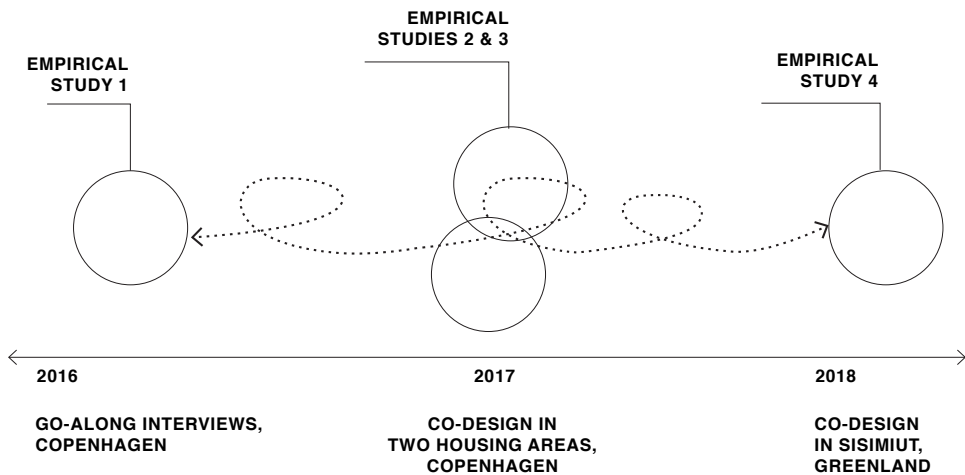 EMPIRICAL
STUDY 1
EMPIRICAL
STUDIES 2 & 3
EMPIRICAL
STUDY 4
2016
2017
2018
GO-ALONG INTERVIEWS,
COPENHAGEN
CO-DESIGN IN
TWO HOUSING AREAS,
COPENHAGEN
CO-DESIGN
IN SISIMIUT,
GREENLAND